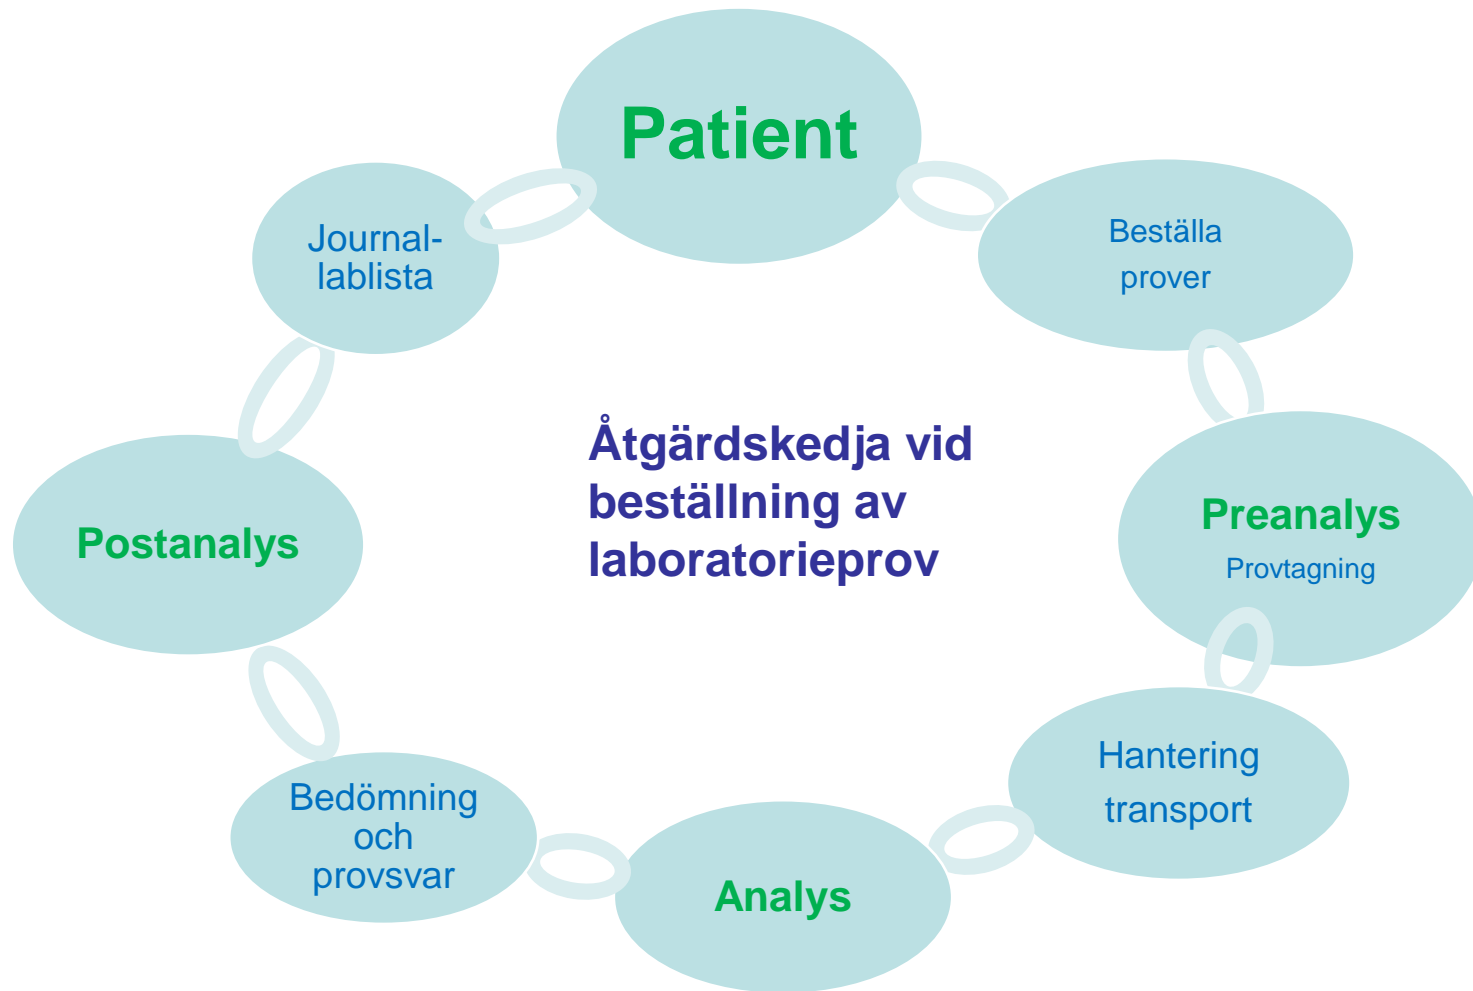 Patient
Beställa
prover
Preanalys
Provtagning
Hantering
transport
Analys
Bedömning
och
provsvar
Postanalys
Journal-
lablista
Åtgärdskedja vid
beställning av
laboratorieprov